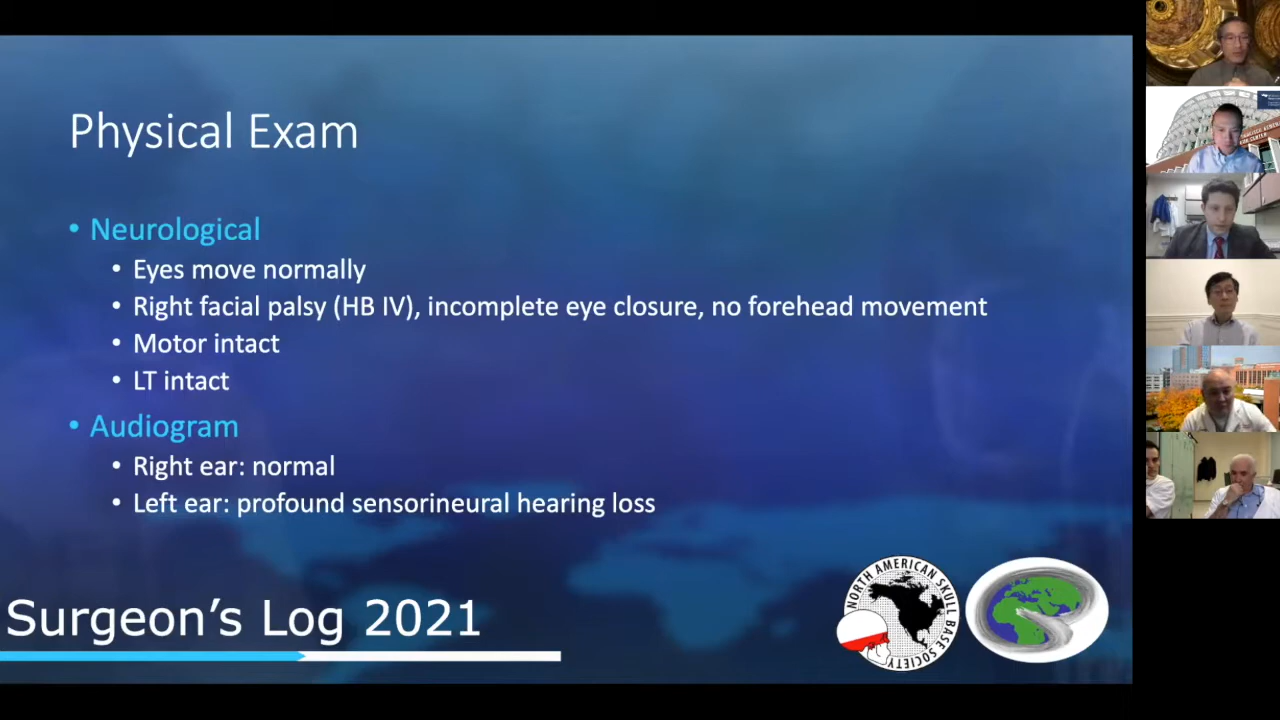 Physical Exam
• Neurological
• Eyes move normally
• Right facial palsy (HB IV), incomplete eye closure, no forehead movement
• Motor intact
• LT intact
• Audiogram
• Right ear: normal
• Left ear: profound sensorineural hearing loss
Surgeon's Log 2021
NORTH AMERICAN SKULL BASE SOCIETY